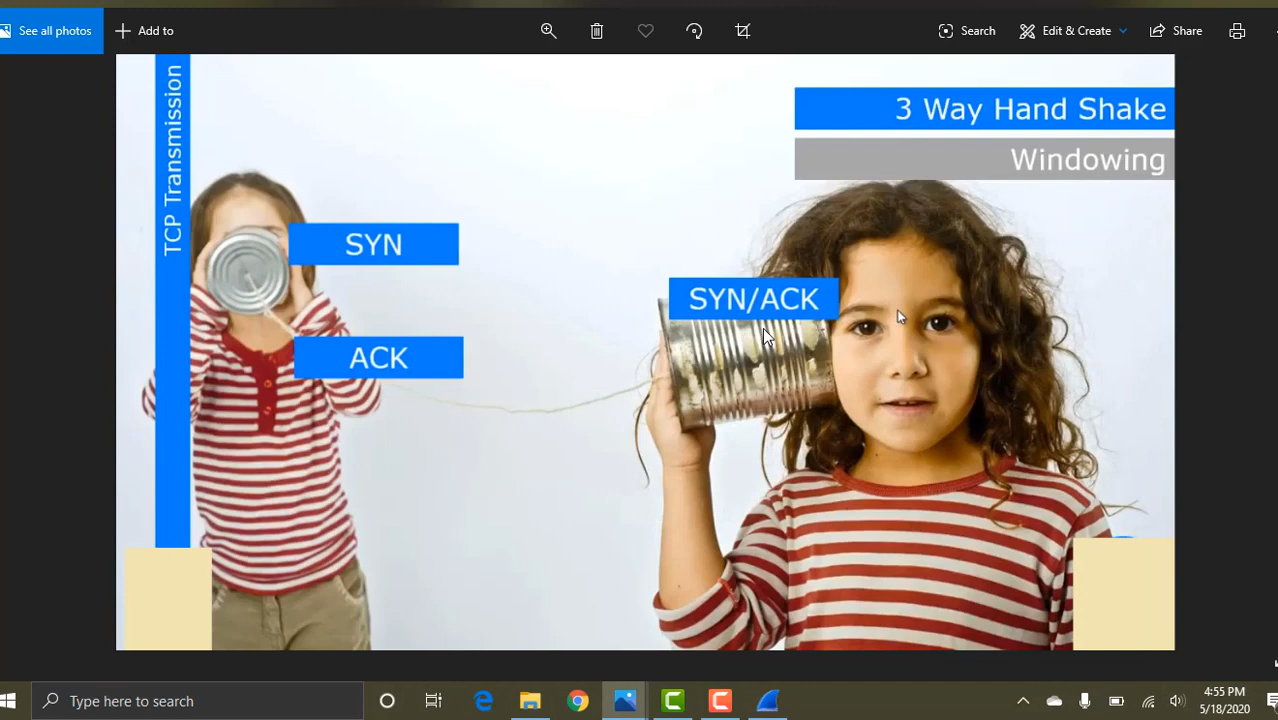 See all photos
Add to
Search
Edit & Create
Share
TCP Transmission
3 Way Hand Shake
Windowing
SYN
SYN/ACK
ACK
Type here to search
4:55 PM
5/18/2020